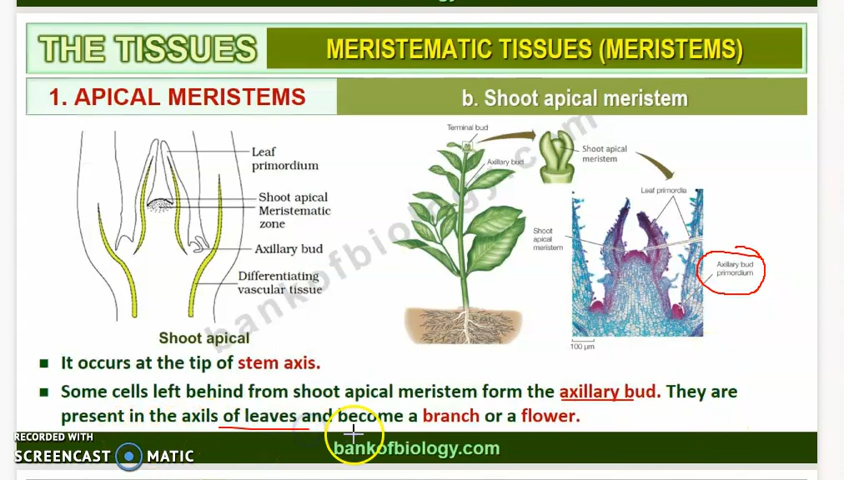 THE TISSUES
MERISTEMATIC TISSUES (MERISTEMS)
1. APICAL MERISTEMS
b. Shoot apical meristem
Leaf
primordium
Shoot apical
Meristematic
zone
Axillary bud
Differentiating
vascular tissue
Shoot apical
Terminal bud
Axillary bud
Shoot apical
meristem
Leaf primordia
Shoot
apical
meristem
Axillary bud
primordium
100 µm
bankofbiology.com
It occurs at the tip of stem axis.
Some cells left behind from shoot apical meristem form the axillary bud. They are
present in the axils of leaves and become a branch or a flower.
RECORDED WITH
SCREENCAST MATIC
bankofbiology.com